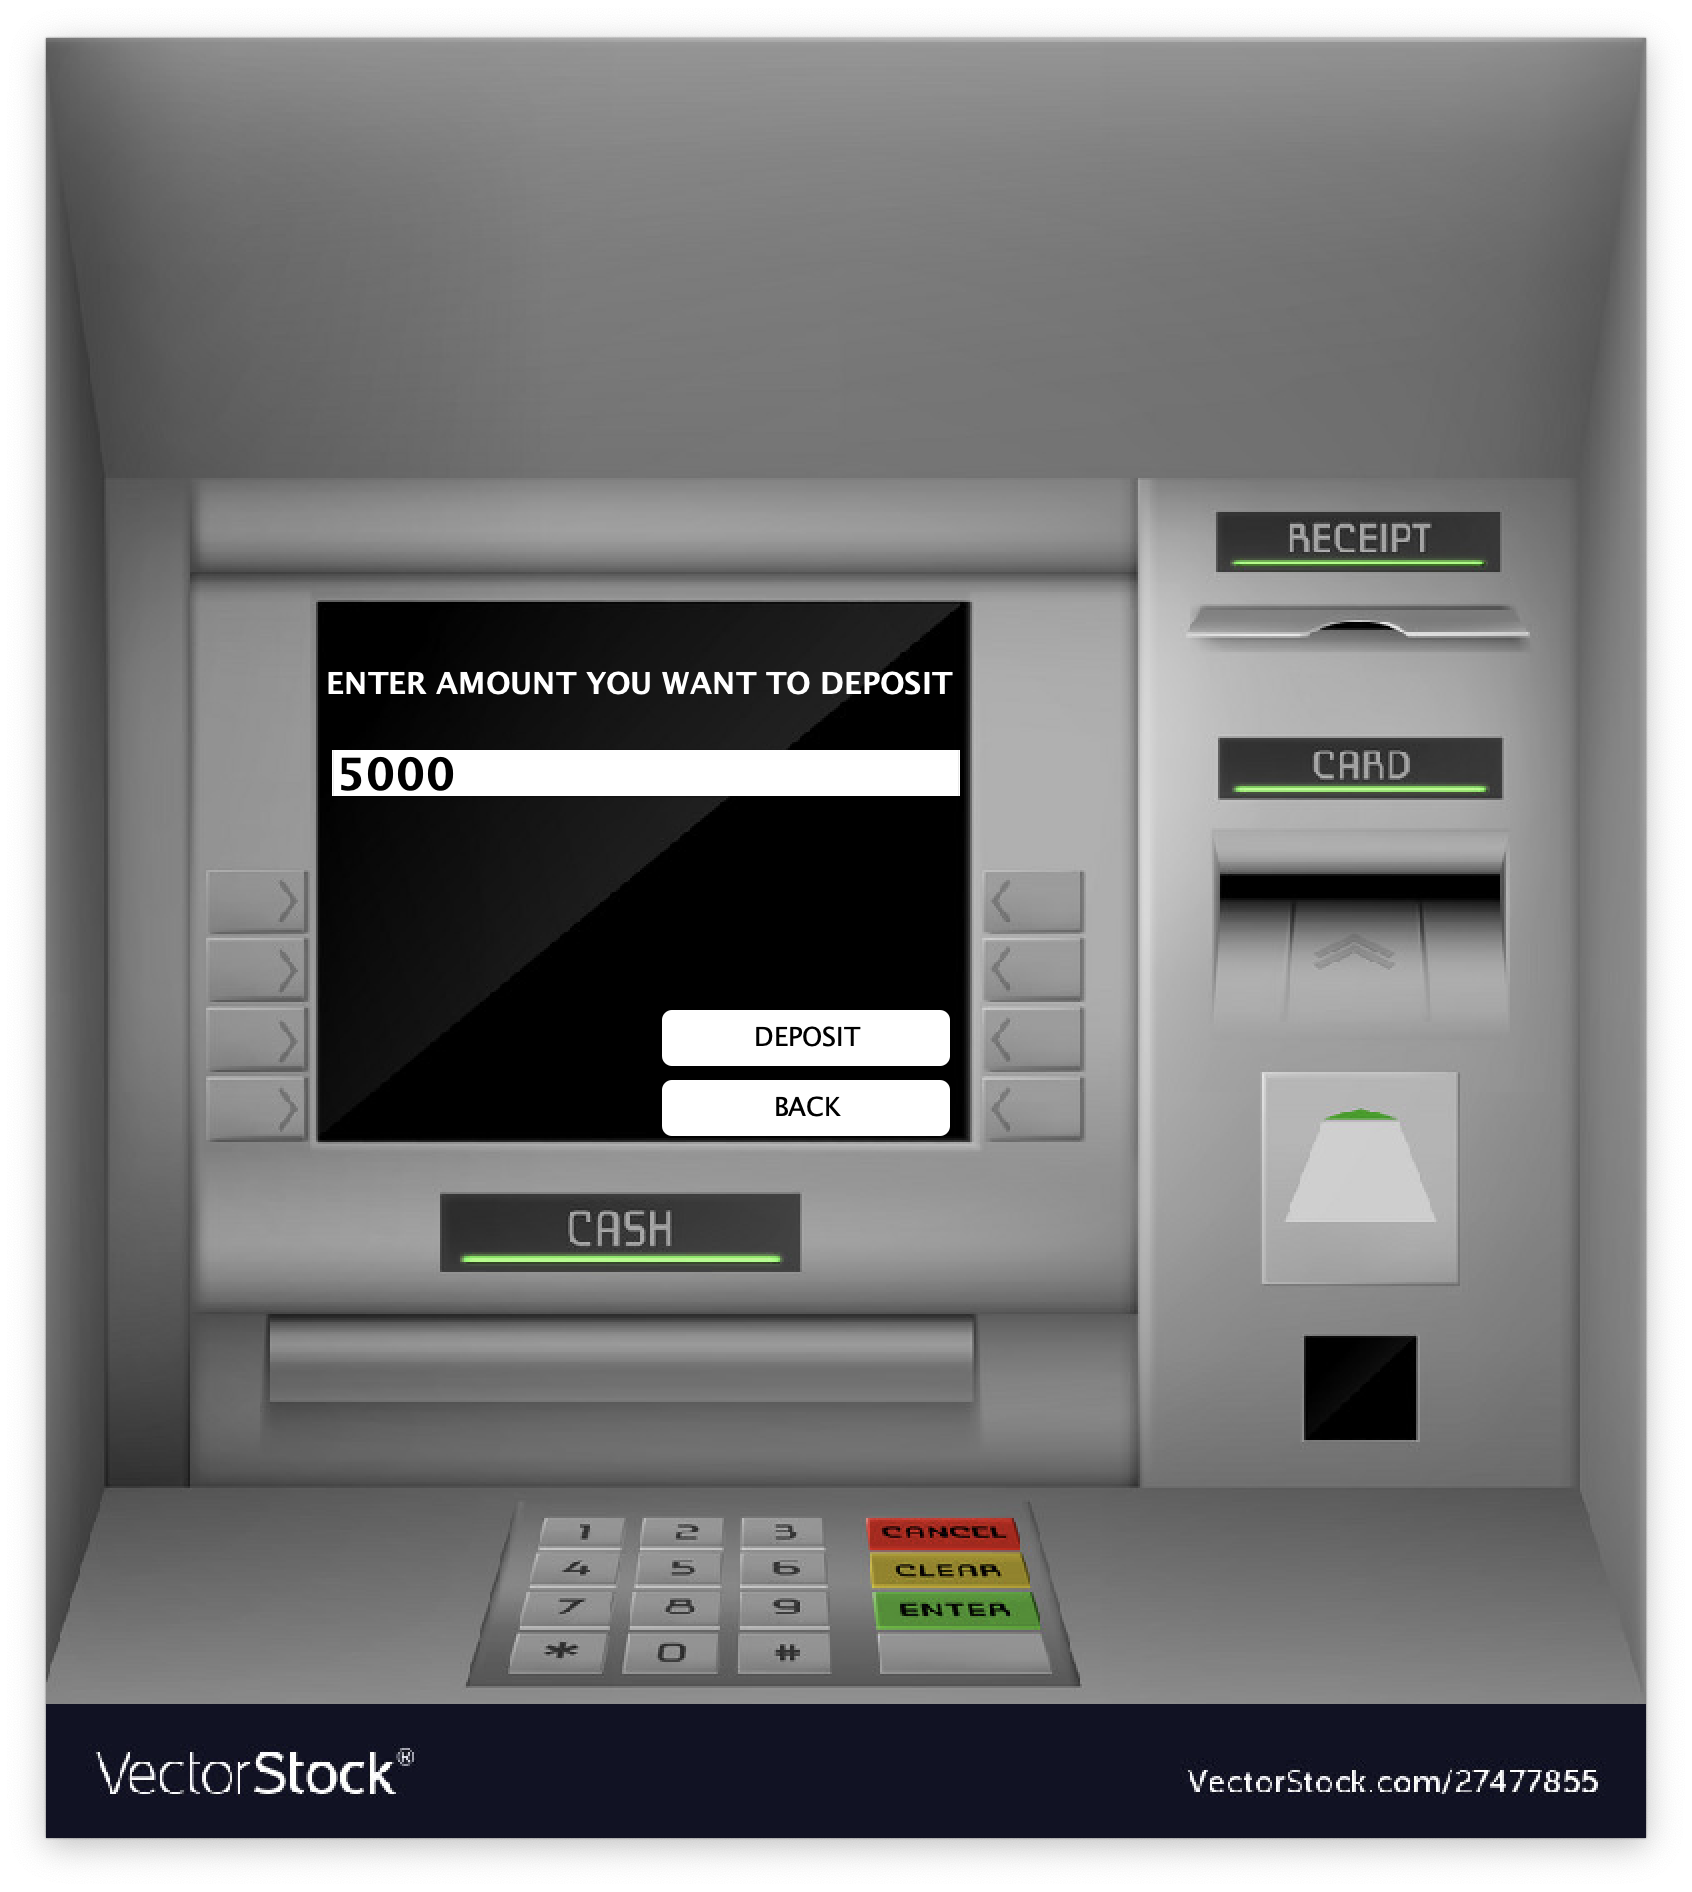 RECEIPT
ENTER AMOUNT YOU WANT TO DEPOSIT
5000
CARD
DEPOSIT
BACK
CASH
1 2 3 CANCEL
4 5 6 CLEAR
7 8 9 ENTER
* 0 #
VectorStock®
VectorStock.com/27477855